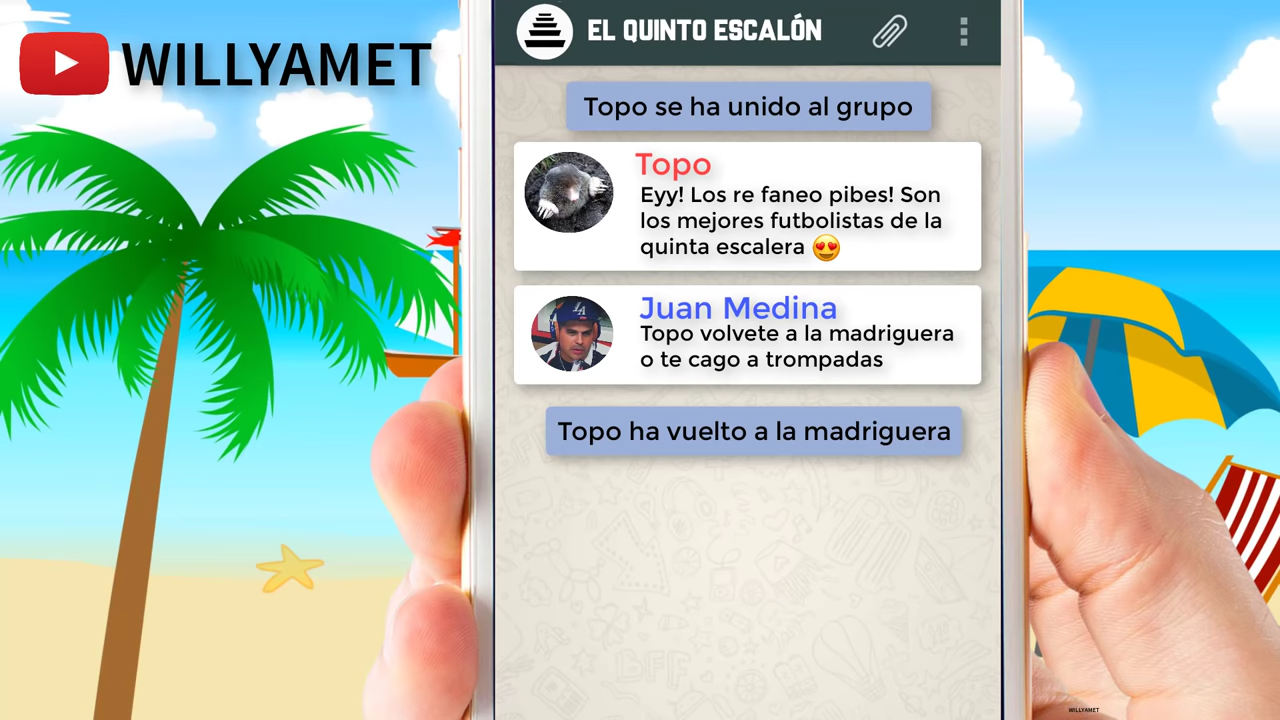 WILLYAMET
EL QUINTO ESCALÓN
Topo se ha unido al grupo
Topo
Eyy! Los re faneo pibes! Son
los mejores futbolistas de la
quinta escalera 😍
Juan Medina
Topo volvete a la madriguera
o te cago a trompadas
Topo ha vuelto a la madriguera
WILLYAMET